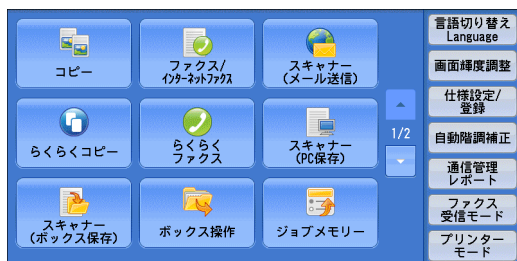 コピー
ファクス/
インターネットファクス
スキャナー
(メール送信)
らくらくコピー
らくらく
ファクス
スキャナー
(PC保存)
スキャナー
(ボックス保存)
ボックス操作
ジョブメモリー
1/2
言語切り替え
Language
画面輝度調整
仕様設定/
登録
自動階調補正
通信管理
レポート
ファクス
受信モード
プリンター
モード